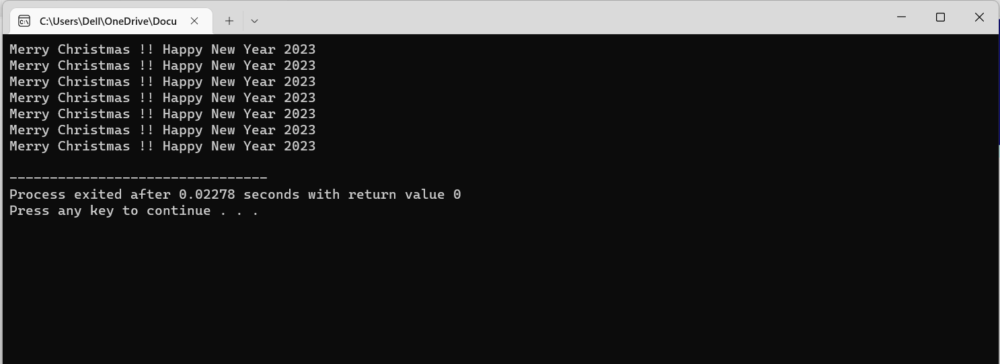 C:\Users\Dell\OneDrive\Docu
Merry Christmas !! Happy New Year 2023
Merry Christmas !! Happy New Year 2023
Merry Christmas !! Happy New Year 2023
Merry Christmas !! Happy New Year 2023
Merry Christmas !! Happy New Year 2023
Merry Christmas !! Happy New Year 2023
Merry Christmas !! Happy New Year 2023
--------------------------------
Process exited after 0.02278 seconds with return value 0
Press any key to continue . . .